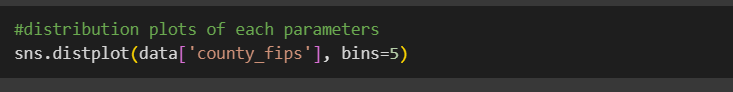 #distribution plots of each parameters
sns.distplot(data['county_fips'], bins=5)